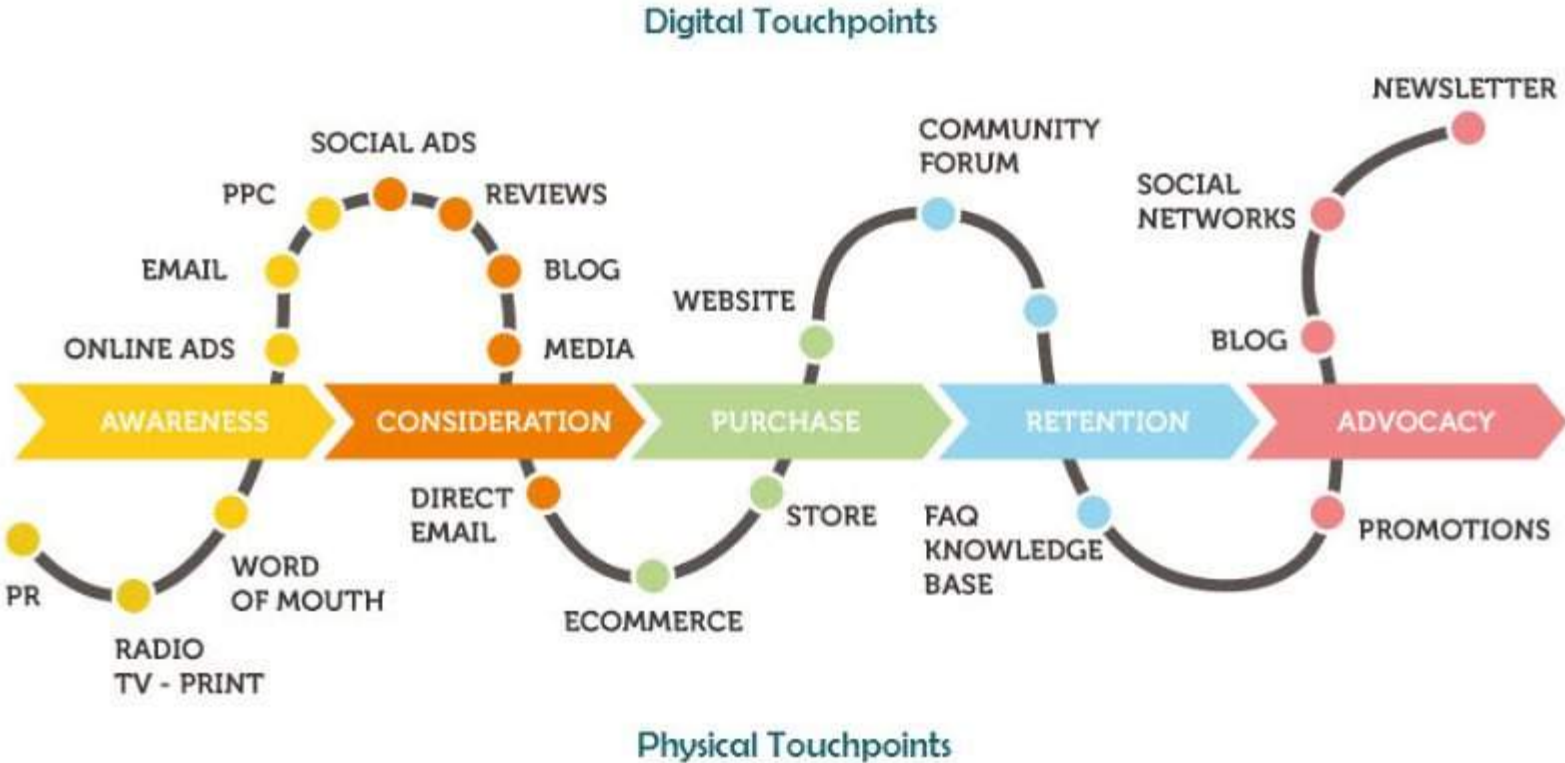 Digital Touchpoints
NEWSLETTER
COMMUNITY
FORUM
SOCIAL ADS
SOCIAL
NETWORKS
PPC
REVIEWS
EMAIL
BLOG
WEBSITE
BLOG
ONLINE ADS
MEDIA
AWARENESS
CONSIDERATION
PURCHASE
RETENTION
ADVOCACY
DIRECT
EMAIL
STORE
FAQ
KNOWLEDGE
BASE
PROMOTIONS
PR
WORD
OF MOUTH
ECOMMERCE
RADIO
TV - PRINT
Physical Touchpoints